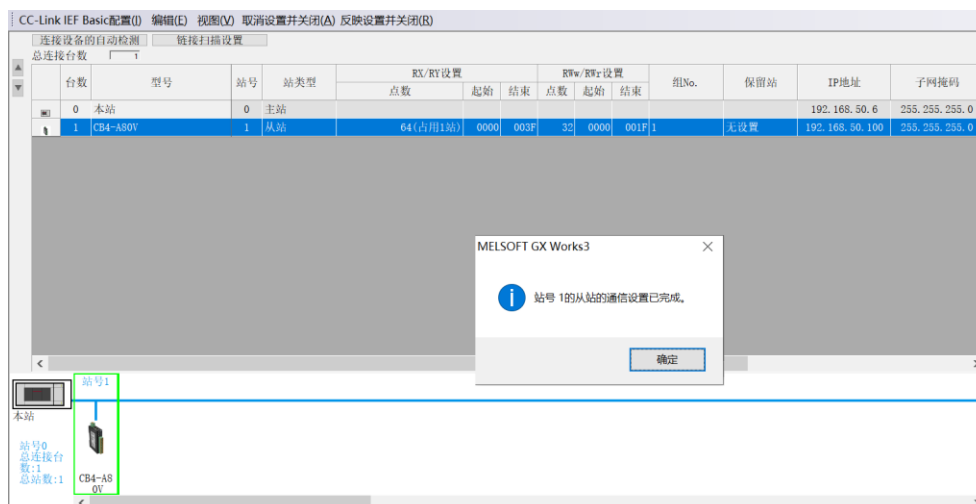 CC-Link IEF Basic配置(I) 编辑(E) 视图(V) 取消设置并关闭(A) 反映设置并关闭(R)
连接设备的自动检测 链接扫描设置
总连接台数 1
台数 型号 站号 站类型 RX/RY设置 RWw/RWr设置 组No. 保留站 IP地址 子网掩码
点数 起始 结束 点数 起始 结束
0 本站 0 主站 192.168.50.6 255.255.255.0
1 CB4-A80V 1 从站 64(占用1站) 0000 003F 32 0000 001F 1 无设置 192.168.50.100 255.255.255.0
MELSOFT GX Works3
站号 1的从站的通信设置已完成。
确定
站号1
本站
站号0
总连接台
数:1
总站数:1
CB4-A8
0V